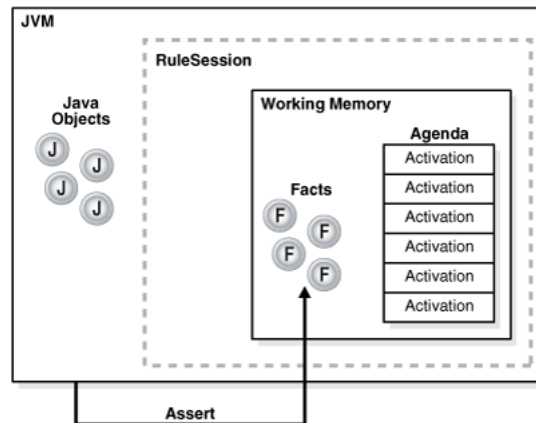 JVM
RuleSession
Java
Objects
J
J
J
J
Working Memory
Facts
F
F
F
F
Agenda
Activation
Activation
Activation
Activation
Activation
Activation
Assert